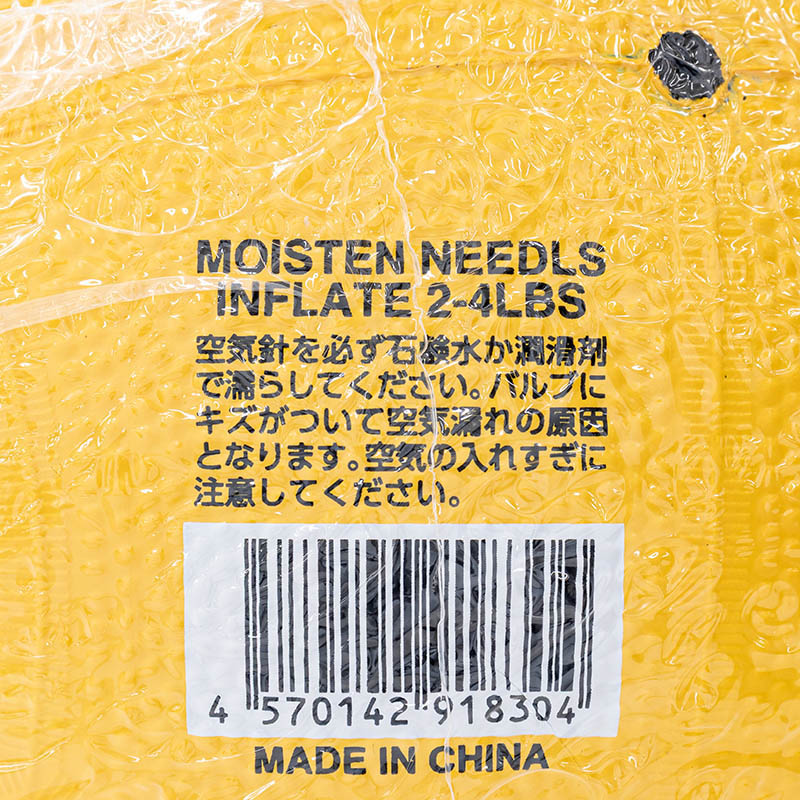 MOISTEN NEEDLS
INFLATE 2-4LBS
空気針を必ず石鹸水か潤滑剤
で濡らしてください。バルブに
キズがついて空気漏れの原因
となります。空気の入れすぎに
注意してください。
4 570142 918304
MADE IN CHINA